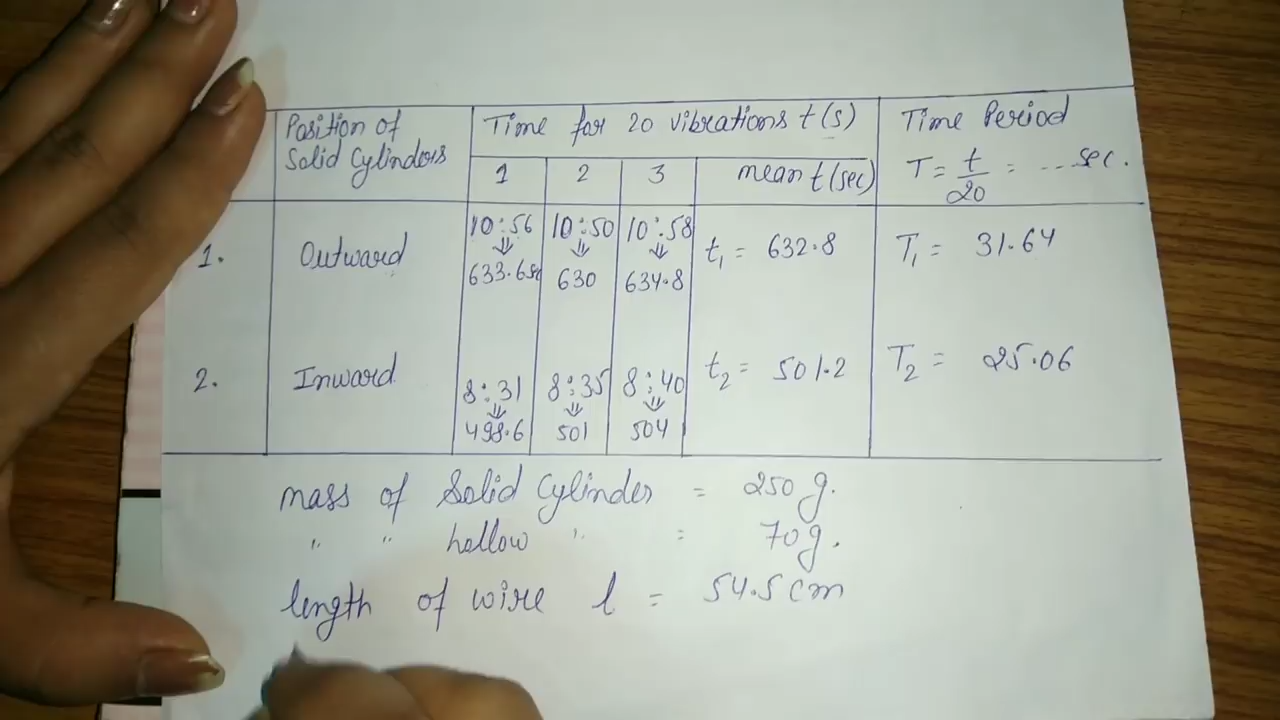 Position of Solid Cylinders
Time for 20 Vibrations t(s)
Time Period
T = t/20 = ---sec.
1 2 3 mean t(sec)
1. Outward
10:56 10:50 10:58
⇓ ⇓ ⇓
633.6se 630 634.8
t₁ = 632.8
T₁ = 31.64
2. Inward
8:31 8:35 8:40
⇓ ⇓ ⇓
498.6 501 504
t₂ = 501.2
T₂ = 25.06
mass of Solid Cylinder = 250 g.
" " hollow " = 70g.
length of wire l = 54.5 cm